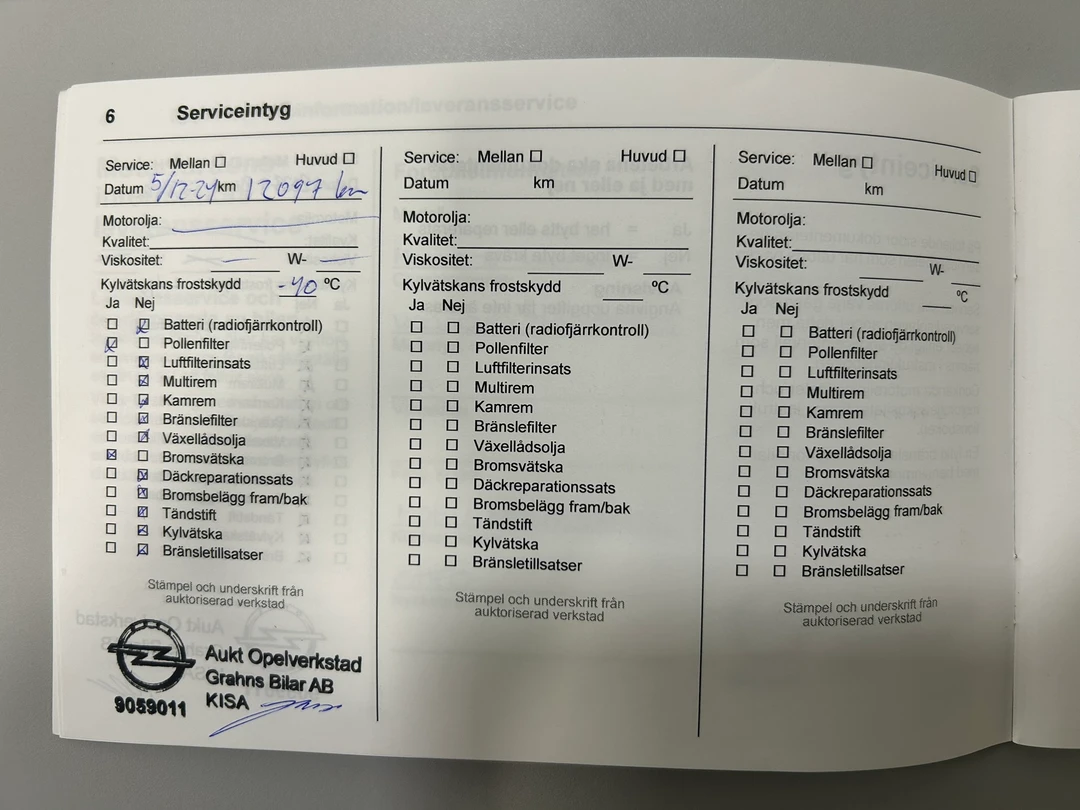 6 Serviceintyg
Service: Mellan ☐ Huvud ☐
Datum 5/12-24 km 12097 km
Motorolja:
Kvalitet:
Viskositet: W-
Kylvätskans frostskydd -40 °C
Ja Nej
☐ ☒ Batteri (radiofjärrkontroll)
☒ ☐ Pollenfilter
☐ ☒ Luftfilterinsats
☐ ☒ Multirem
☐ ☒ Kamrem
☐ ☒ Bränslefilter
☐ ☒ Växellådsolja
☒ ☐ Bromsvätska
☐ ☒ Däckreparationssats
☐ ☒ Bromsbelägg fram/bak
☐ ☒ Tändstift
☐ ☒ Kylvätska
☐ ☒ Bränsletillsatser
Stämpel och underskrift från
auktoriserad verkstad
Aukt Opelverkstad
Grahns Bilar AB
9059011 KISA
Service: Mellan ☐ Huvud ☐
Datum km
Motorolja:
Kvalitet:
Viskositet: W-
Kylvätskans frostskydd °C
Ja Nej
☐ ☐ Batteri (radiofjärrkontroll)
☐ ☐ Pollenfilter
☐ ☐ Luftfilterinsats
☐ ☐ Multirem
☐ ☐ Kamrem
☐ ☐ Bränslefilter
☐ ☐ Växellådsolja
☐ ☐ Bromsvätska
☐ ☐ Däckreparationssats
☐ ☐ Bromsbelägg fram/bak
☐ ☐ Tändstift
☐ ☐ Kylvätska
☐ ☐ Bränsletillsatser
Stämpel och underskrift från
auktoriserad verkstad
Service: Mellan ☐ Huvud ☐
Datum km
Motorolja:
Kvalitet:
Viskositet: W-
Kylvätskans frostskydd °C
Ja Nej
☐ ☐ Batteri (radiofjärrkontroll)
☐ ☐ Pollenfilter
☐ ☐ Luftfilterinsats
☐ ☐ Multirem
☐ ☐ Kamrem
☐ ☐ Bränslefilter
☐ ☐ Växellådsolja
☐ ☐ Bromsvätska
☐ ☐ Däckreparationssats
☐ ☐ Bromsbelägg fram/bak
☐ ☐ Tändstift
☐ ☐ Kylvätska
☐ ☐ Bränsletillsatser
Stämpel och underskrift från
auktoriserad verkstad